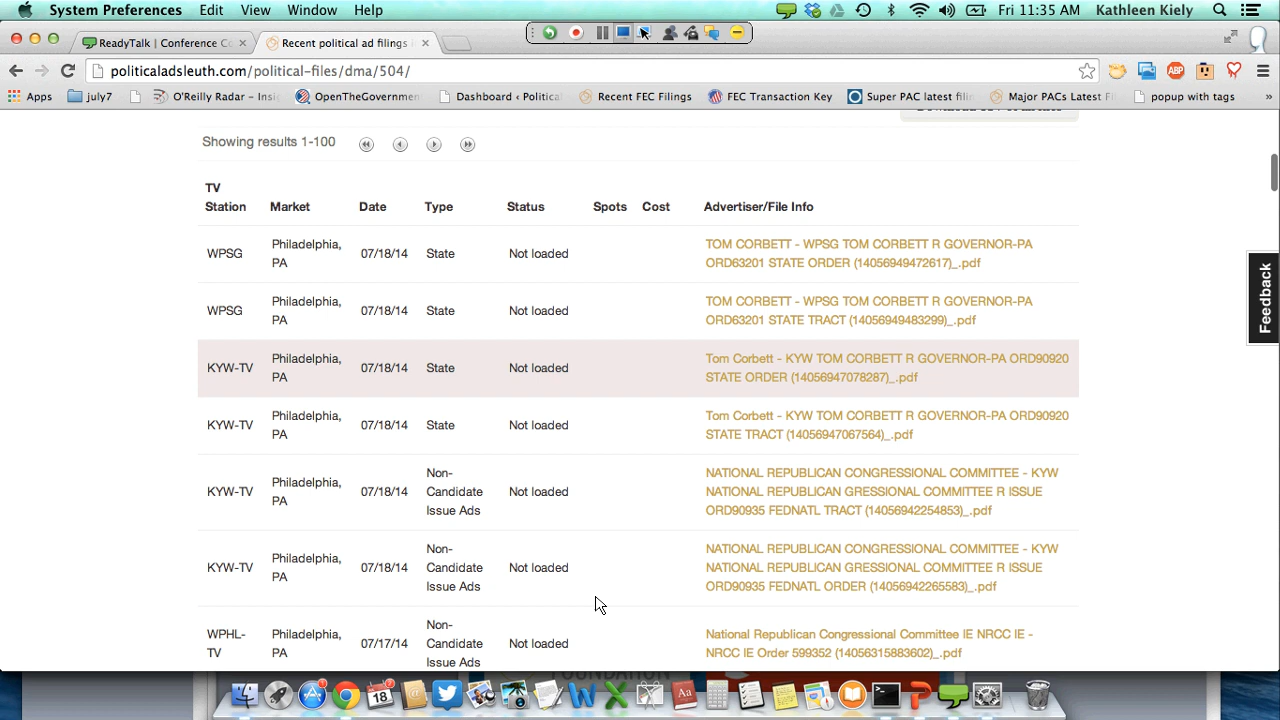 System Preferences Edit View Window Help Fri 11:35 AM Kathleen Kiely
ReadyTalk | Conference Co × Recent political ad filings ×
politicaladsleuth.com/political-files/dma/504/
Apps july7 O'Reilly Radar - Insi OpenTheGovernmen Dashboard ‹ Politica Recent FEC Filings FEC Transaction Key Super PAC latest filin Major PACs Latest F popup with tags »
Showing results 1-100
TV Station Market Date Type Status Spots Cost Advertiser/File Info
WPSG Philadelphia, PA 07/18/14 State Not loaded TOM CORBETT - WPSG TOM CORBETT R GOVERNOR-PA
ORD63201 STATE ORDER (14056949472617)_.pdf
WPSG Philadelphia, PA 07/18/14 State Not loaded TOM CORBETT - WPSG TOM CORBETT R GOVERNOR-PA
ORD63201 STATE TRACT (14056949483299)_.pdf
KYW-TV Philadelphia, PA 07/18/14 State Not loaded Tom Corbett - KYW TOM CORBETT R GOVERNOR-PA ORD90920
STATE ORDER (14056947078287)_.pdf
KYW-TV Philadelphia, PA 07/18/14 State Not loaded Tom Corbett - KYW TOM CORBETT R GOVERNOR-PA ORD90920
STATE TRACT (14056947067564)_.pdf
KYW-TV Philadelphia, PA 07/18/14 Non-Candidate Issue Ads Not loaded NATIONAL REPUBLICAN CONGRESSIONAL COMMITTEE - KYW
NATIONAL REPUBLICAN GRESSIONAL COMMITTEE R ISSUE
ORD90935 FEDNATL TRACT (14056942254853)_.pdf
KYW-TV Philadelphia, PA 07/18/14 Non-Candidate Issue Ads Not loaded NATIONAL REPUBLICAN CONGRESSIONAL COMMITTEE - KYW
NATIONAL REPUBLICAN GRESSIONAL COMMITTEE R ISSUE
ORD90935 FEDNATL ORDER (14056942265583)_.pdf
WPHL-TV Philadelphia, PA 07/17/14 Non-Candidate Issue Ads Not loaded National Republican Congressional Committee IE NRCC IE -
NRCC IE Order 599352 (14056315883602)_.pdf
Feedback
ABP
18